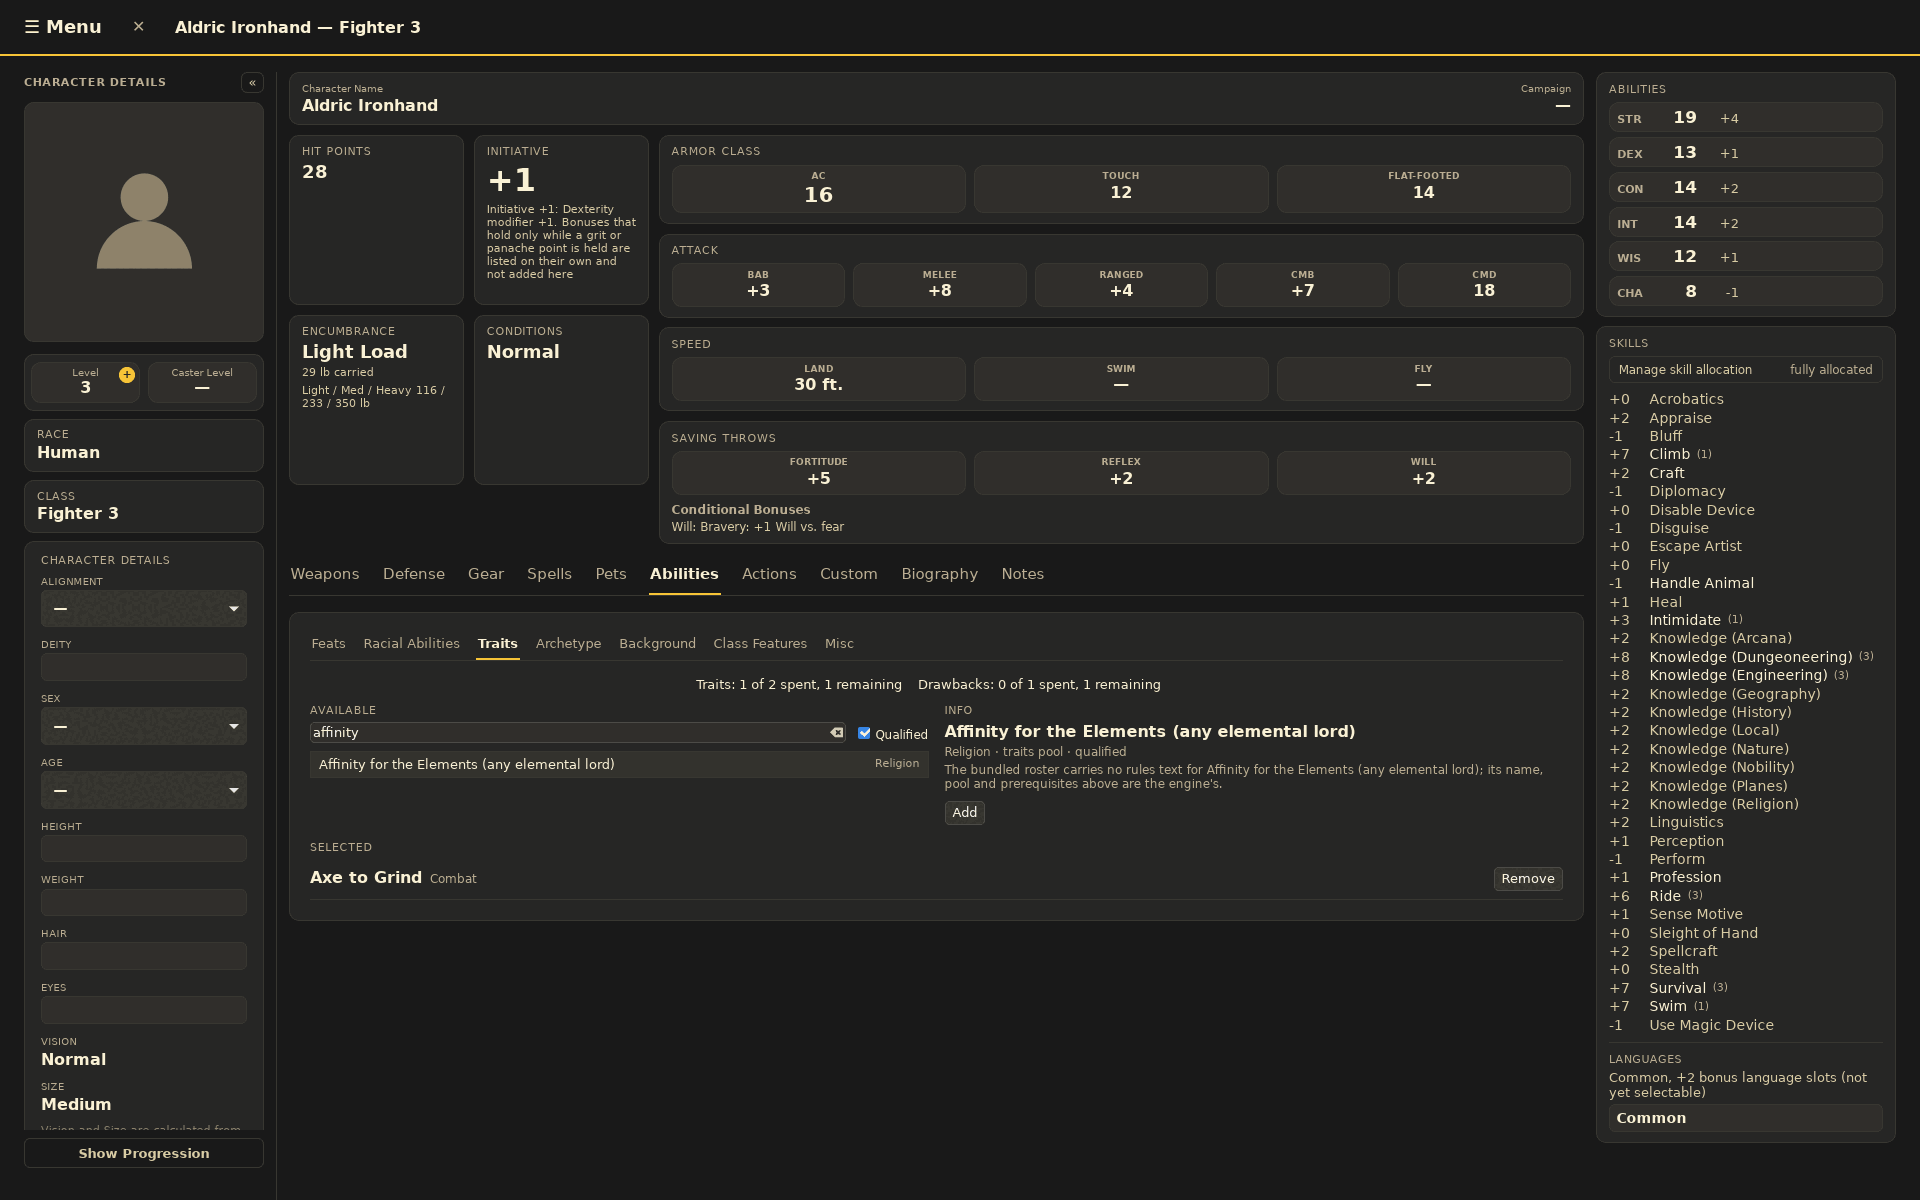 ☰ Menu ✕ Aldric Ironhand — Fighter 3
CHARACTER DETAILS «
Level
3
+
Caster Level
—
RACE
Human
CLASS
Fighter 3
CHARACTER DETAILS
ALIGNMENT
—
DEITY
SEX
—
AGE
—
HEIGHT
WEIGHT
HAIR
EYES
VISION
Normal
SIZE
Medium
Show Progression
Character Name
Aldric Ironhand
Campaign
—
HIT POINTS
28
INITIATIVE
+1
Initiative +1: Dexterity
modifier +1. Bonuses that
hold only while a grit or
panache point is held are
listed on their own and
not added here
ENCUMBRANCE
Light Load
29 lb carried
Light / Med / Heavy 116 /
233 / 350 lb
CONDITIONS
Normal
ARMOR CLASS
AC
16
TOUCH
12
FLAT-FOOTED
14
ATTACK
BAB
+3
MELEE
+8
RANGED
+4
CMB
+7
CMD
18
SPEED
LAND
30 ft.
SWIM
—
FLY
—
SAVING THROWS
FORTITUDE
+5
REFLEX
+2
WILL
+2
Conditional Bonuses
Will: Bravery: +1 Will vs. fear
Weapons Defense Gear Spells Pets Abilities Actions Custom Biography Notes
Feats Racial Abilities Traits Archetype Background Class Features Misc
Traits: 1 of 2 spent, 1 remaining Drawbacks: 0 of 1 spent, 1 remaining
AVAILABLE
affinity
Qualified
Affinity for the Elements (any elemental lord) Religion
INFO
Affinity for the Elements (any elemental lord)
Religion · traits pool · qualified
The bundled roster carries no rules text for Affinity for the Elements (any elemental lord); its name,
pool and prerequisites above are the engine's.
Add
SELECTED
Axe to Grind Combat Remove
ABILITIES
STR 19 +4
DEX 13 +1
CON 14 +2
INT 14 +2
WIS 12 +1
CHA 8 -1
SKILLS
Manage skill allocation fully allocated
+0 Acrobatics
+2 Appraise
-1 Bluff
+7 Climb (1)
+2 Craft
-1 Diplomacy
+0 Disable Device
-1 Disguise
+0 Escape Artist
+0 Fly
-1 Handle Animal
+1 Heal
+3 Intimidate (1)
+2 Knowledge (Arcana)
+8 Knowledge (Dungeoneering) (3)
+8 Knowledge (Engineering) (3)
+2 Knowledge (Geography)
+2 Knowledge (History)
+2 Knowledge (Local)
+2 Knowledge (Nature)
+2 Knowledge (Nobility)
+2 Knowledge (Planes)
+2 Knowledge (Religion)
+2 Linguistics
+1 Perception
-1 Perform
+1 Profession
+6 Ride (3)
+1 Sense Motive
+0 Sleight of Hand
+2 Spellcraft
+0 Stealth
+7 Survival (3)
+7 Swim (1)
-1 Use Magic Device
LANGUAGES
Common, +2 bonus language slots (not
yet selectable)
Common